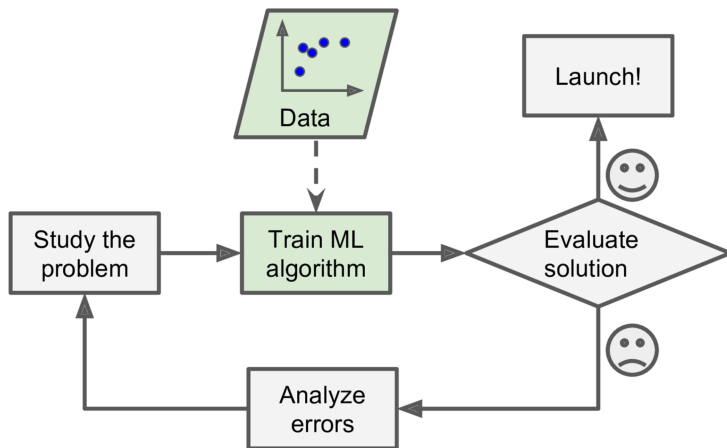 Data
Launch!
Study the
problem
Train ML
algorithm
Evaluate
solution
Analyze
errors